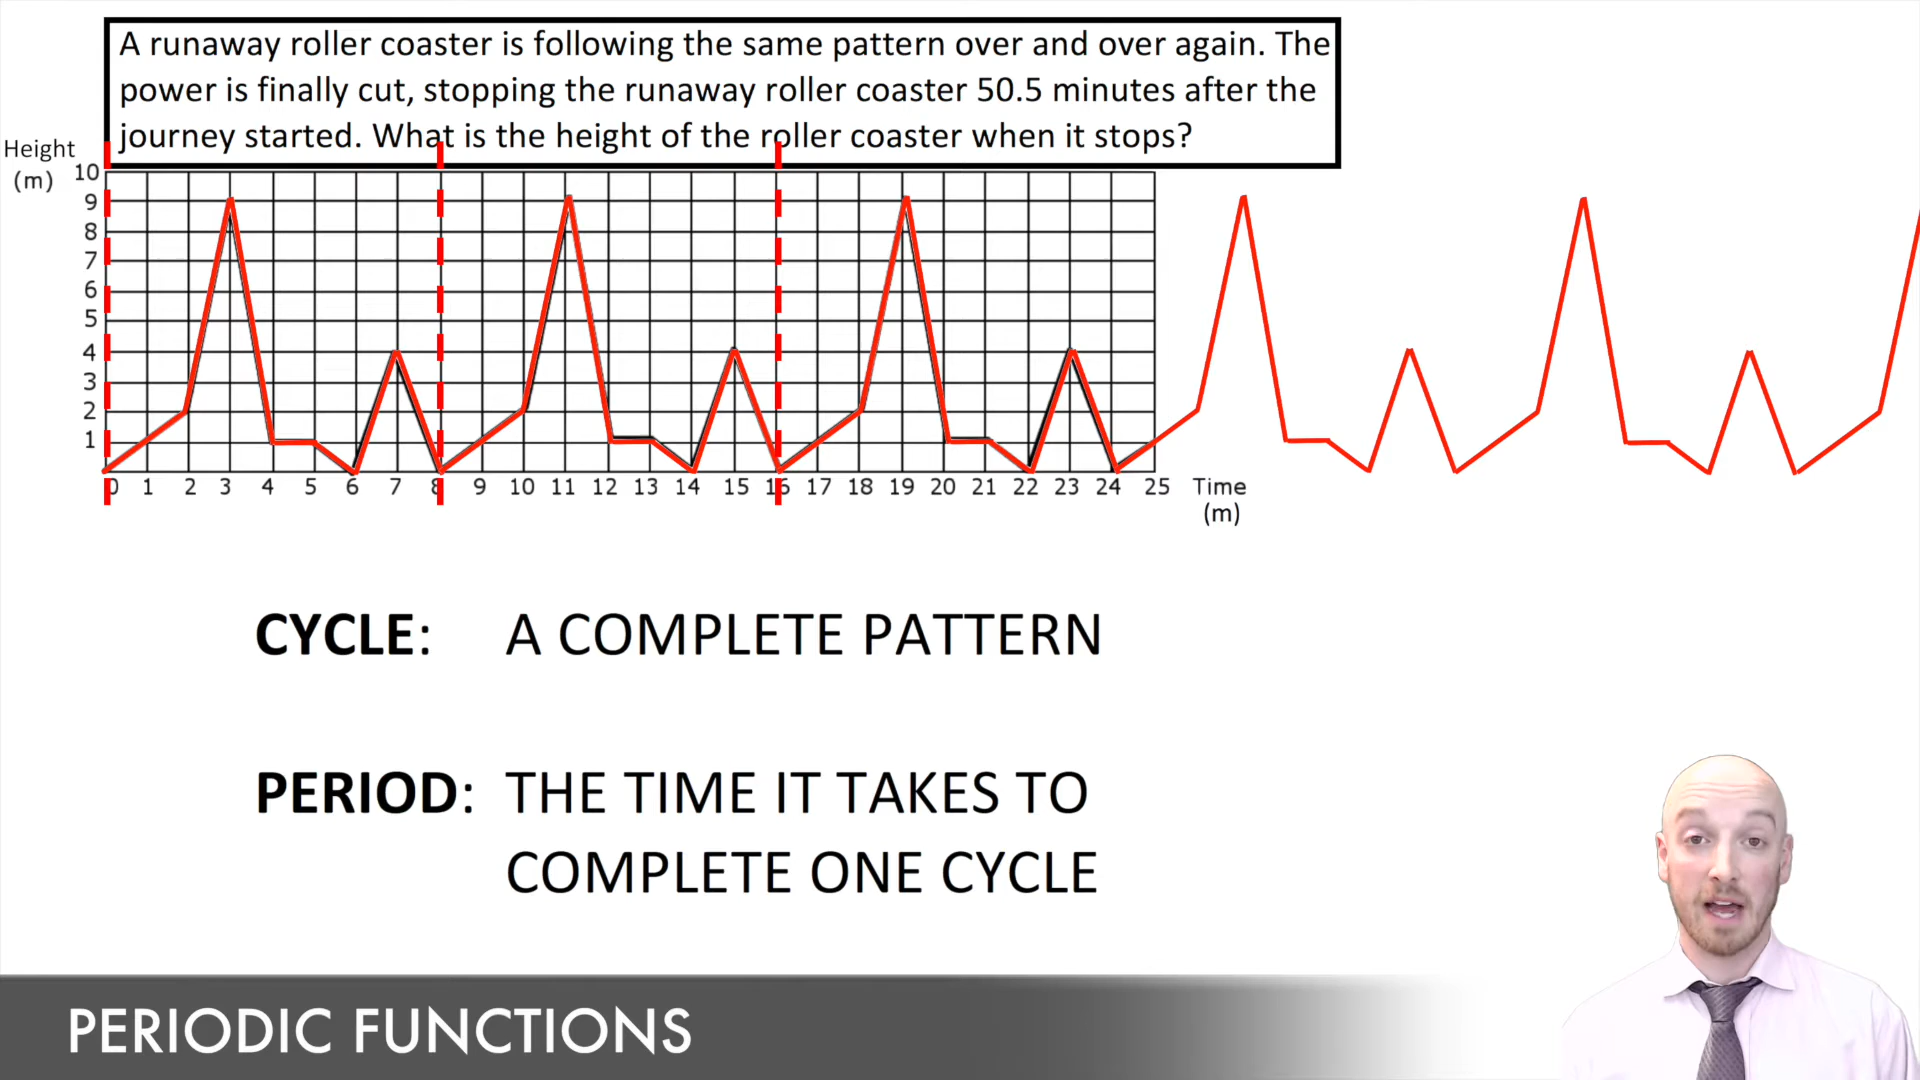 A runaway roller coaster is following the same pattern over and over again. The
power is finally cut, stopping the runaway roller coaster 50.5 minutes after the
journey started. What is the height of the roller coaster when it stops?
Height
(m)
10
9
8
7
6
5
4
3
2
1
0 1 2 3 4 5 6 7 8 9 10 11 12 13 14 15 16 17 18 19 20 21 22 23 24 25 Time
(m)
CYCLE: A COMPLETE PATTERN
PERIOD: THE TIME IT TAKES TO
COMPLETE ONE CYCLE
PERIODIC FUNCTIONS